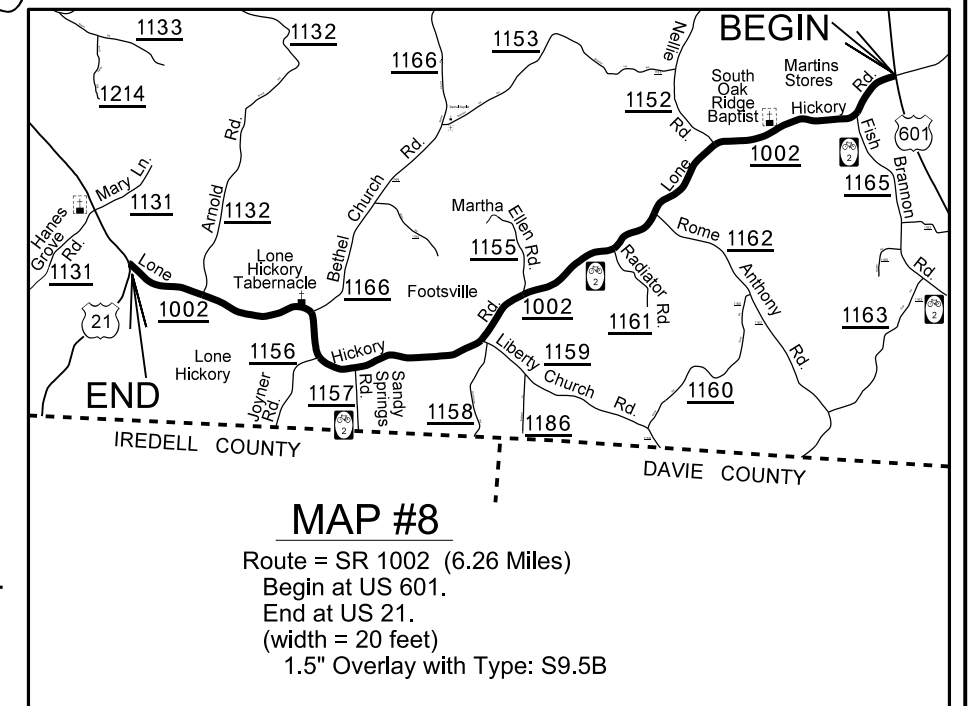 BEGIN
1133
1132
1153
1166
Nellie
Martins
Stores
South
Oak
Ridge
Baptist
Hickory
Rd.
1214
1152
Rd.
601
Rd.
Rd.
1002
2
Fish
Lone
1165
Brannon
Mary Ln.
1131
Arnold
1132
Church
Martha
Ellen Rd.
Rome
1162
Hanes
Grove
Rd.
1131
Bethel
1155
Lone
Hickory
Tabernacle
Anthony
Rd.
Lone
1002
1166
Footsville
Radiator
Rd.
2
Rd.
1002
1161
1163
2
21
Lone
Hickory
1156
Hickory
Liberty
1159
Church
Rd.
Rd.
END
Joyner
Rd.
1157
Rd.
Sandy
Springs
2
1158
1186
1160
IREDELL COUNTY
DAVIE COUNTY
MAP #8
Route = SR 1002 (6.26 Miles)
Begin at US 601.
End at US 21.
(width = 20 feet)
1.5" Overlay with Type: S9.5B